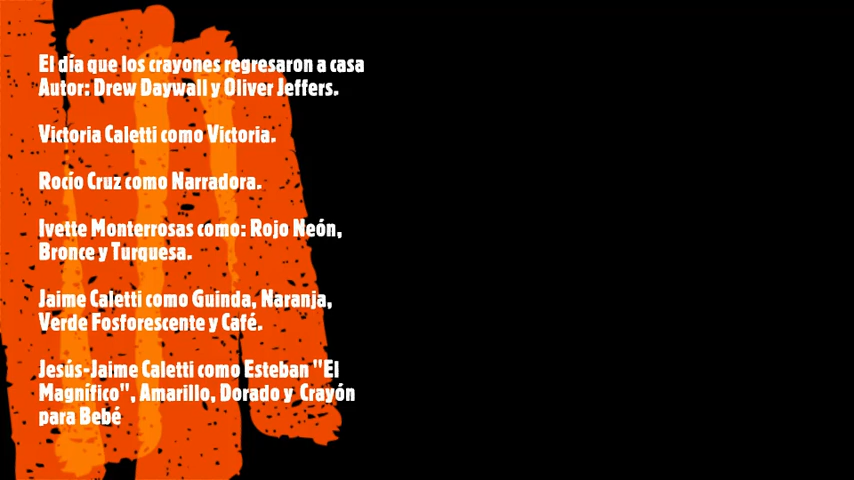 El día que los crayones regresaron a casa
Autor: Drew Daywall y Oliver Jeffers.
Victoria Caletti como Victoria.
Rocío Cruz como Narradora.
Ivette Monterrosas como: Rojo Neón,
Bronce y Turquesa.
Jaime Caletti como Guinda, Naranja,
Verde Fosforescente y Café.
Jesús-Jaime Caletti como Esteban "El
Magnífico", Amarillo, Dorado y Crayón
para Bebé